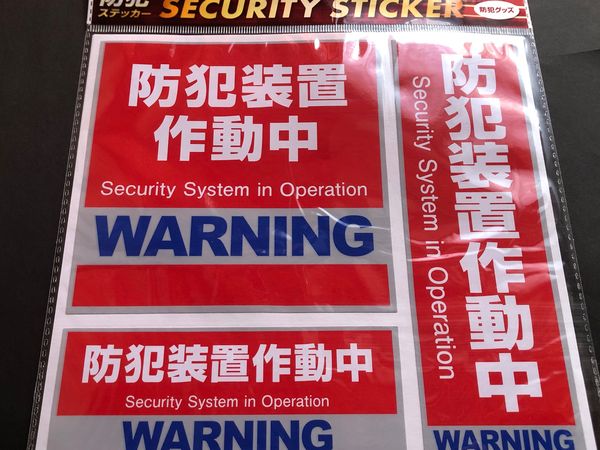 防犯
ステッカー
SECURITY STICKER
防犯グッズ
防犯装置
作動中
Security System in Operation
WARNING
防犯装置作動中
Security System in Operation
WARNING
防犯装置作動中
Security System in Operation
WARNING